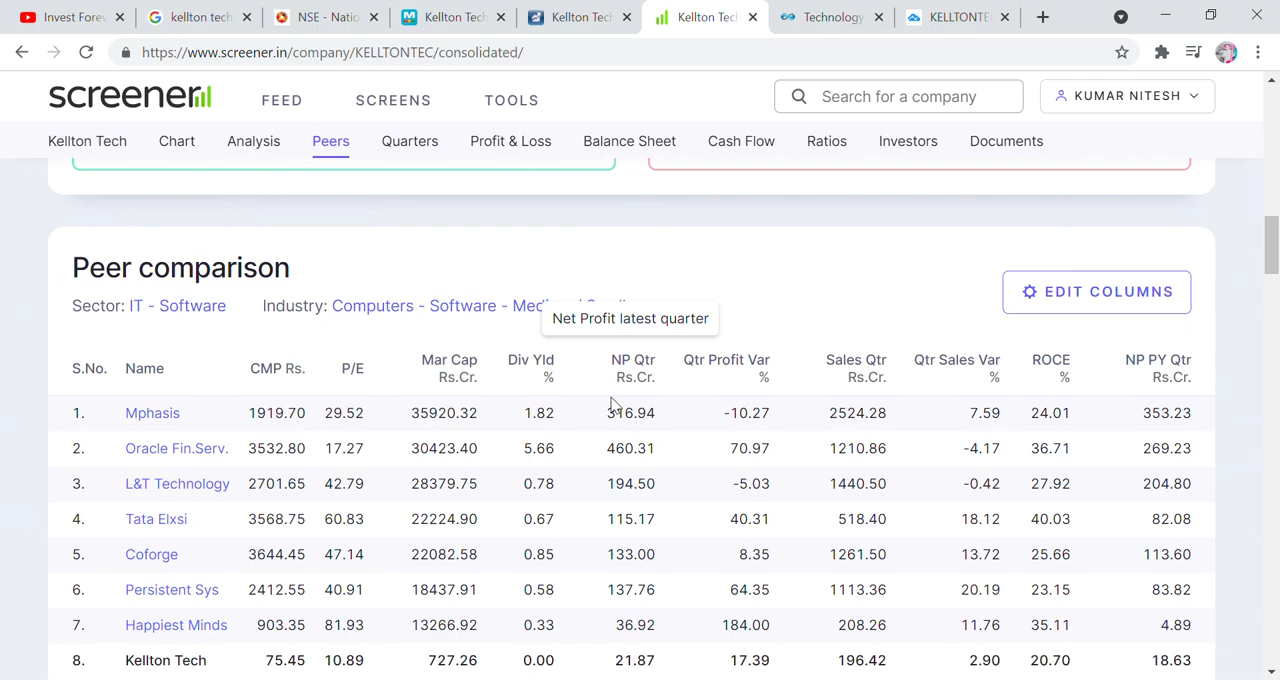 Invest Forev
kellton tech
NSE - Natio
Kellton Tech
Kellton Tech
Kellton Tech
Technology
KELLTONTE
https://www.screener.in/company/KELLTONTEC/consolidated/
screener
FEED
SCREENS
TOOLS
Search for a company
KUMAR NITESH
Kellton Tech
Chart
Analysis
Peers
Quarters
Profit & Loss
Balance Sheet
Cash Flow
Ratios
Investors
Documents
Peer comparison
EDIT COLUMNS
Sector: IT - Software Industry: Computers - Software -
Net Profit latest quarter
S.No. Name CMP Rs. P/E Mar Cap Rs.Cr. Div Yld % NP Qtr Rs.Cr. Qtr Profit Var % Sales Qtr Rs.Cr. Qtr Sales Var % ROCE % NP PY Qtr Rs.Cr.
1. Mphasis 1919.70 29.52 35920.32 1.82 316.94 -10.27 2524.28 7.59 24.01 353.23
2. Oracle Fin.Serv. 3532.80 17.27 30423.40 5.66 460.31 70.97 1210.86 -4.17 36.71 269.23
3. L&T Technology 2701.65 42.79 28379.75 0.78 194.50 -5.03 1440.50 -0.42 27.92 204.80
4. Tata Elxsi 3568.75 60.83 22224.90 0.67 115.17 40.31 518.40 18.12 40.03 82.08
5. Coforge 3644.45 47.14 22082.58 0.85 133.00 8.35 1261.50 13.72 25.66 113.60
6. Persistent Sys 2412.55 40.91 18437.91 0.58 137.76 64.35 1113.36 20.19 23.15 83.82
7. Happiest Minds 903.35 81.93 13266.92 0.33 36.92 184.00 208.26 11.76 35.11 4.89
8. Kellton Tech 75.45 10.89 727.26 0.00 21.87 17.39 196.42 2.90 20.70 18.63